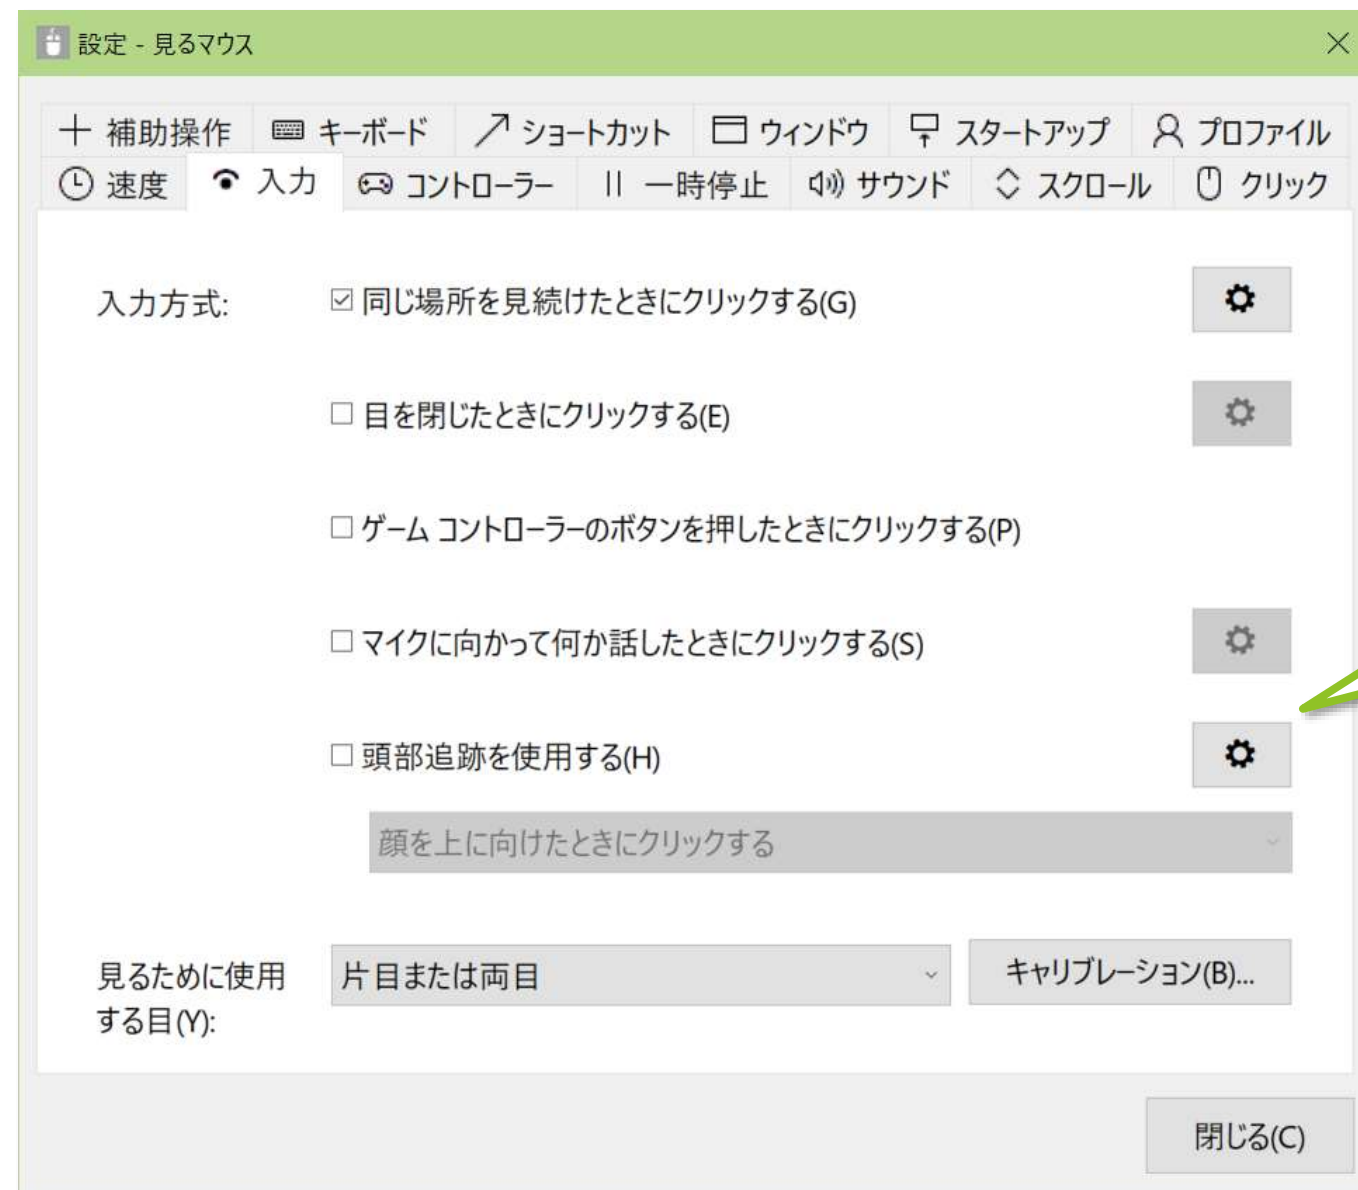 設定 - 見るマウス
補助操作 キーボード ショートカット ウィンドウ スタートアップ プロファイル
速度 入力 コントローラー 一時停止 サウンド スクロール クリック
入力方式: 同じ場所を見続けたときにクリックする(G)
目を閉じたときにクリックする(E)
ゲーム コントローラーのボタンを押したときにクリックする(P)
マイクに向かって何か話したときにクリックする(S)
頭部追跡を使用する(H)
顔を上に向けたときにクリックする
見るために使用
する目(Y):
片目または両目
キャリブレーション(B)...
閉じる(C)